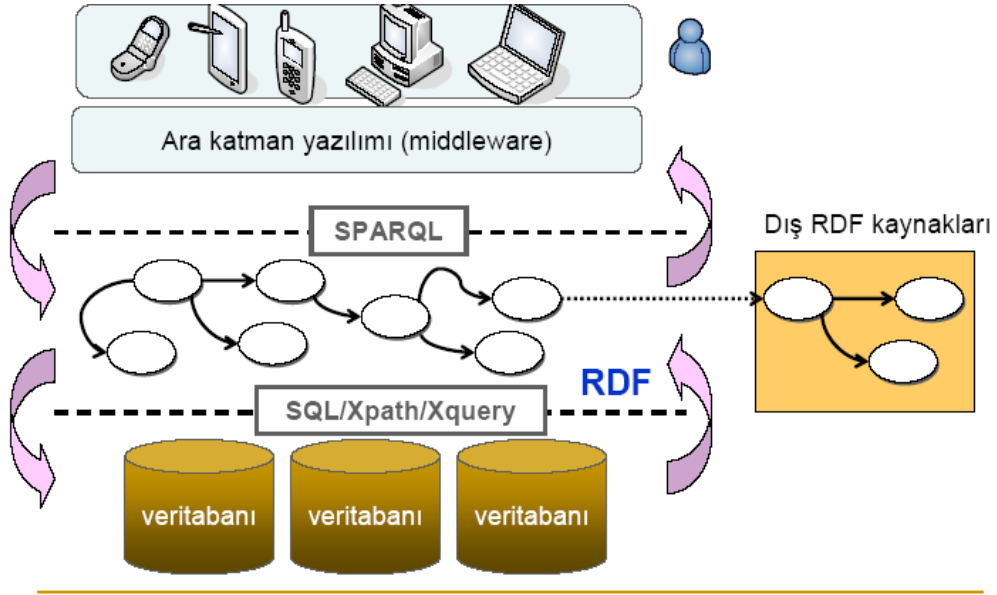 Ara katman yazılımı (middleware)
SPARQL
Dış RDF kaynakları
RDF
SQL/Xpath/Xquery
veritabanı
veritabanı
veritabanı